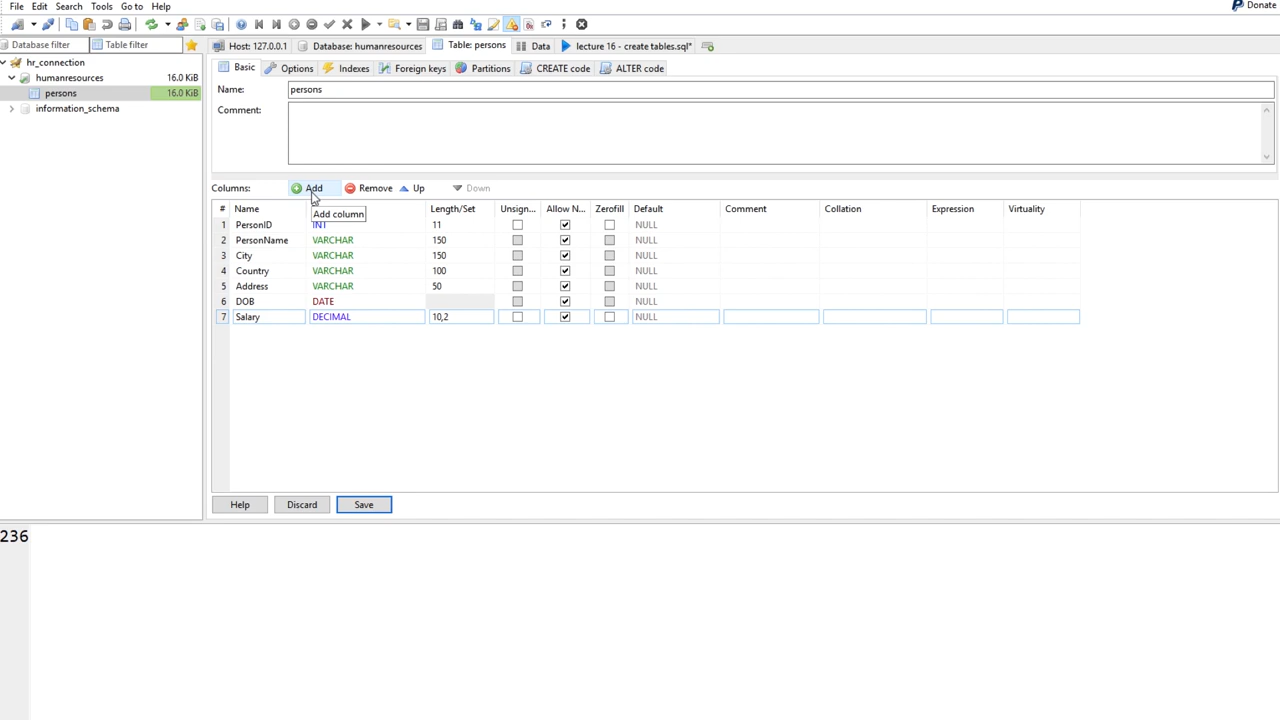 File Edit Search Tools Go to Help
Donate
Database filter Table filter Host: 127.0.0.1 Database: humanresources Table: persons Data lecture 16 - create tables.sql*
hr_connection
humanresources 16.0 KiB
persons 16.0 KiB
information_schema
Basic Options Indexes Foreign keys Partitions CREATE code ALTER code
Name: persons
Comment:
Columns: Add Remove Up Down
# Name Length/Set Unsign... Allow N... Zerofill Default Comment Collation Expression Virtuality
Add column
1 PersonID INT 11 NULL
2 PersonName VARCHAR 150 NULL
3 City VARCHAR 150 NULL
4 Country VARCHAR 100 NULL
5 Address VARCHAR 50 NULL
6 DOB DATE NULL
7 Salary DECIMAL 10,2 NULL
Help Discard Save
236